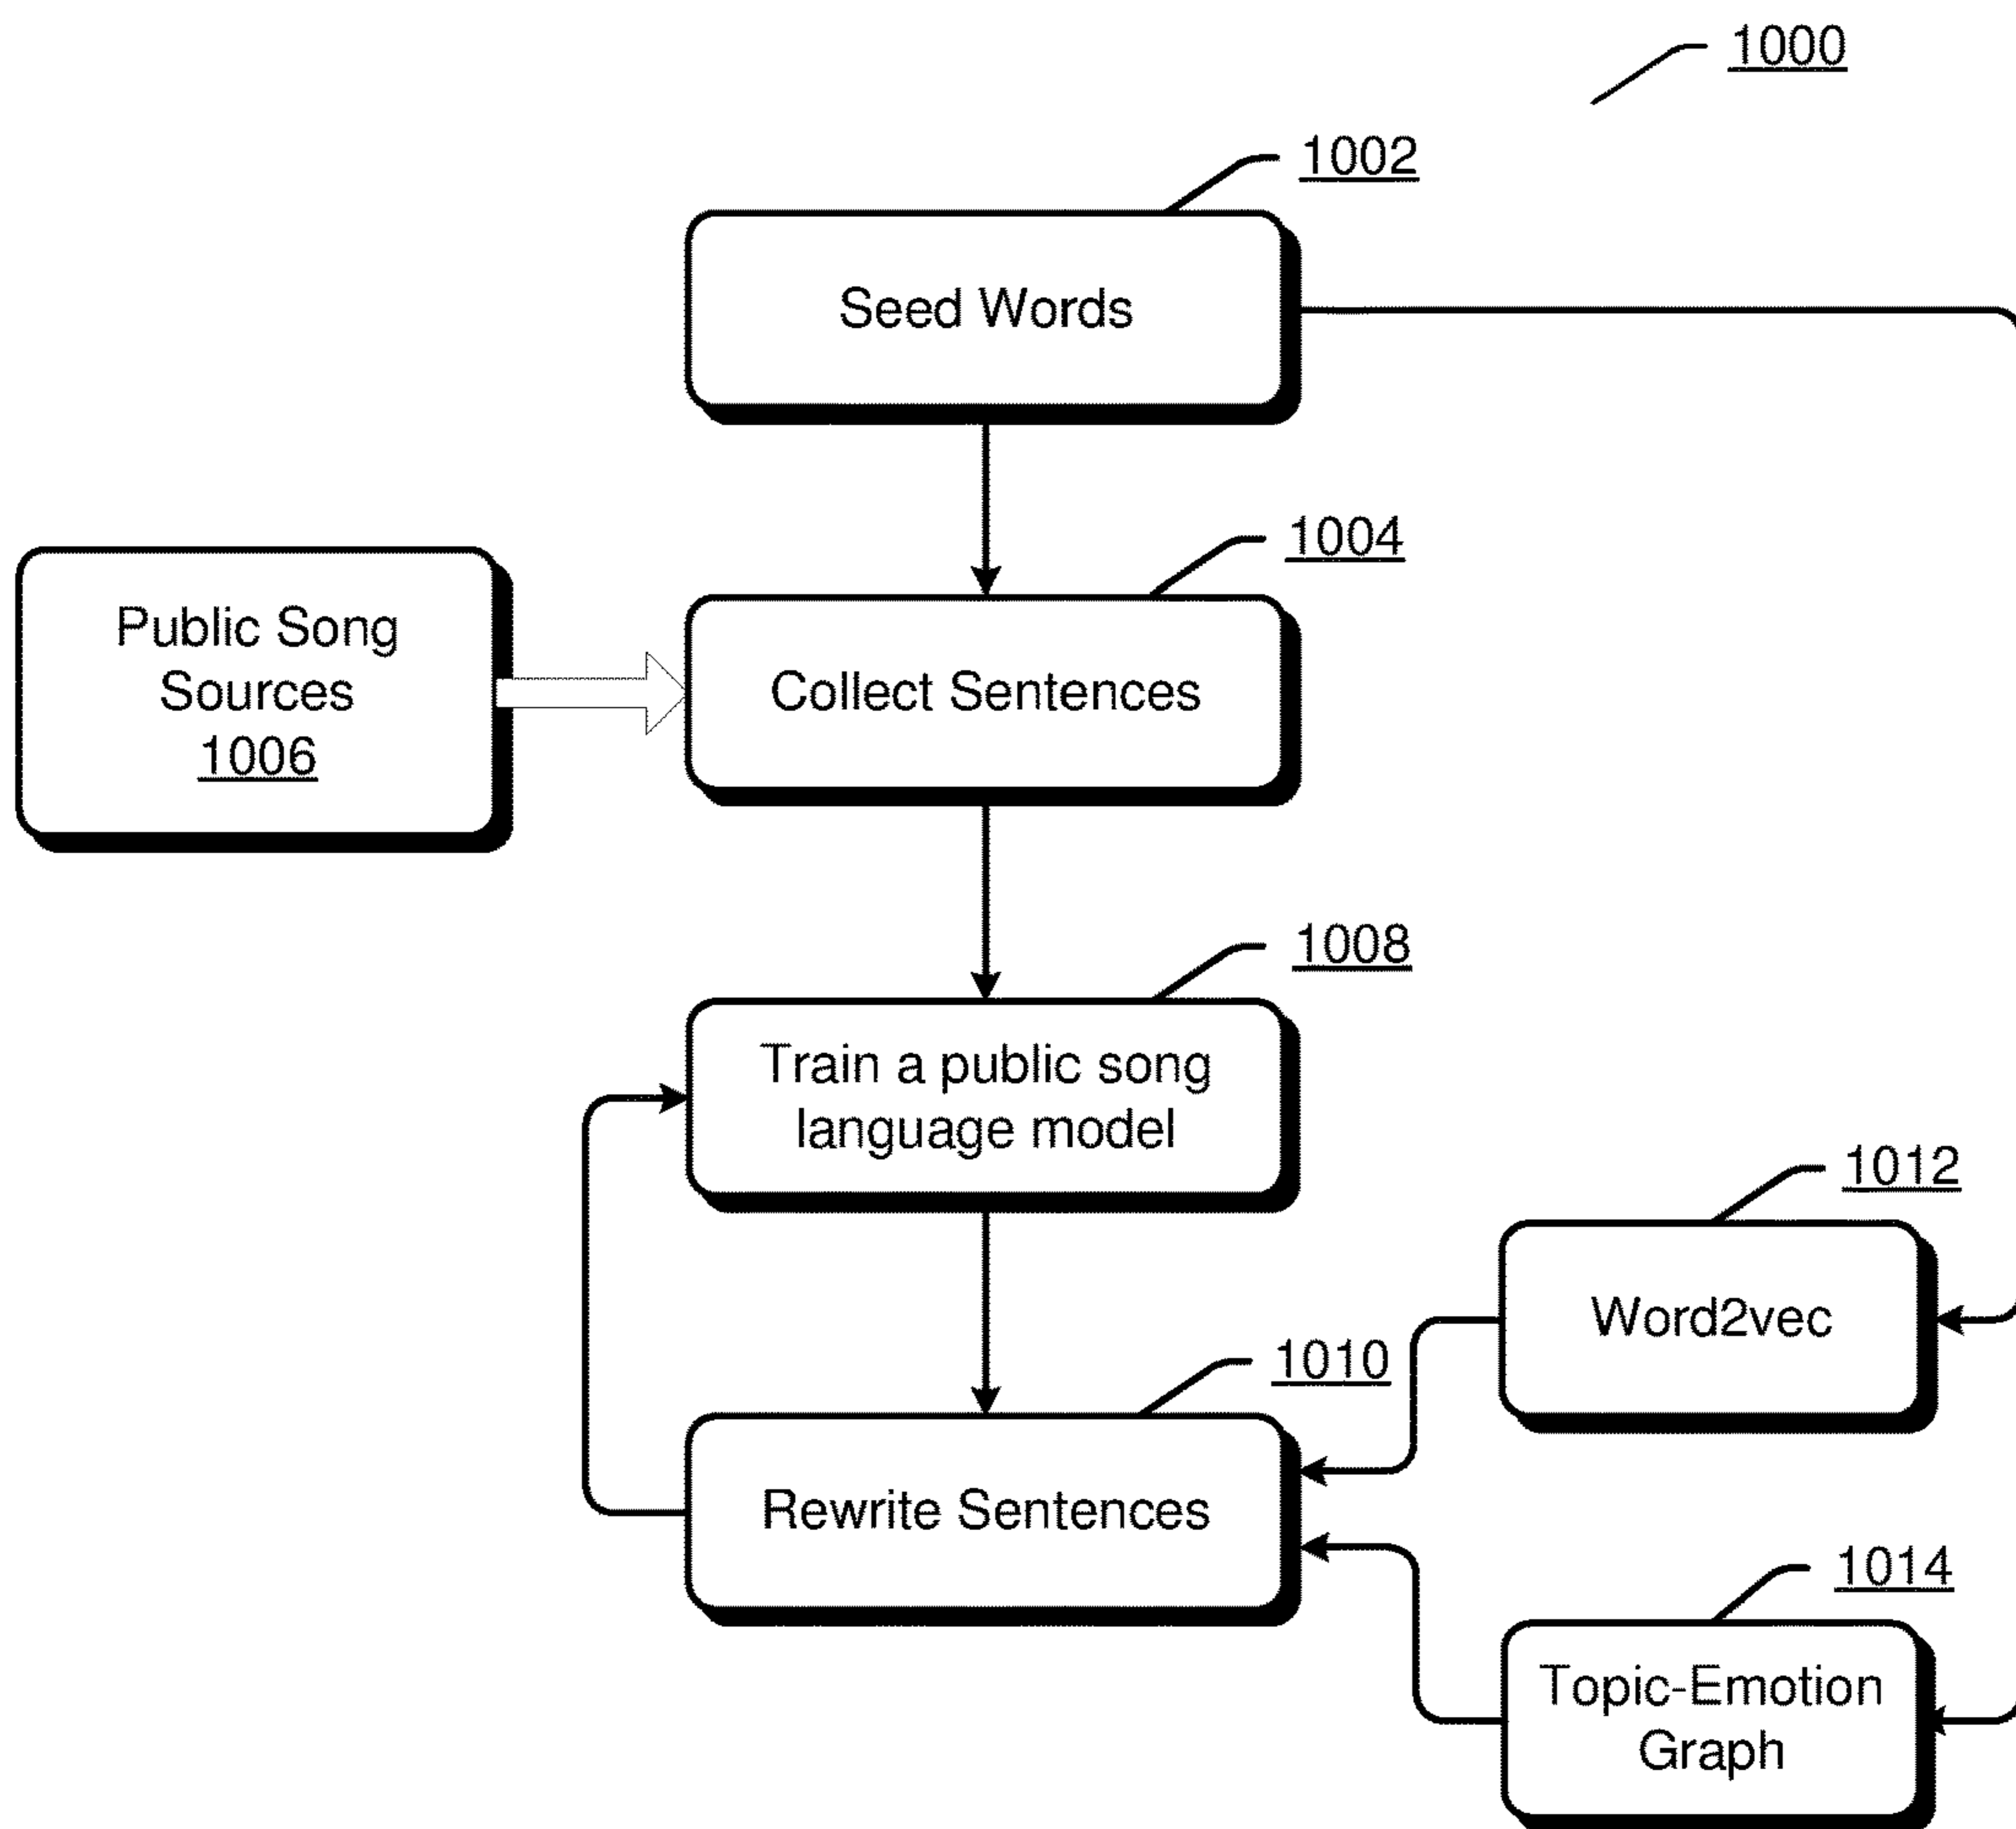 1000
1002
Seed Words
1004
Public Song
Sources
1006
Collect Sentences
1008
Train a public song
language model
1012
Word2vec
1010
Rewrite Sentences
1014
Topic-Emotion
Graph